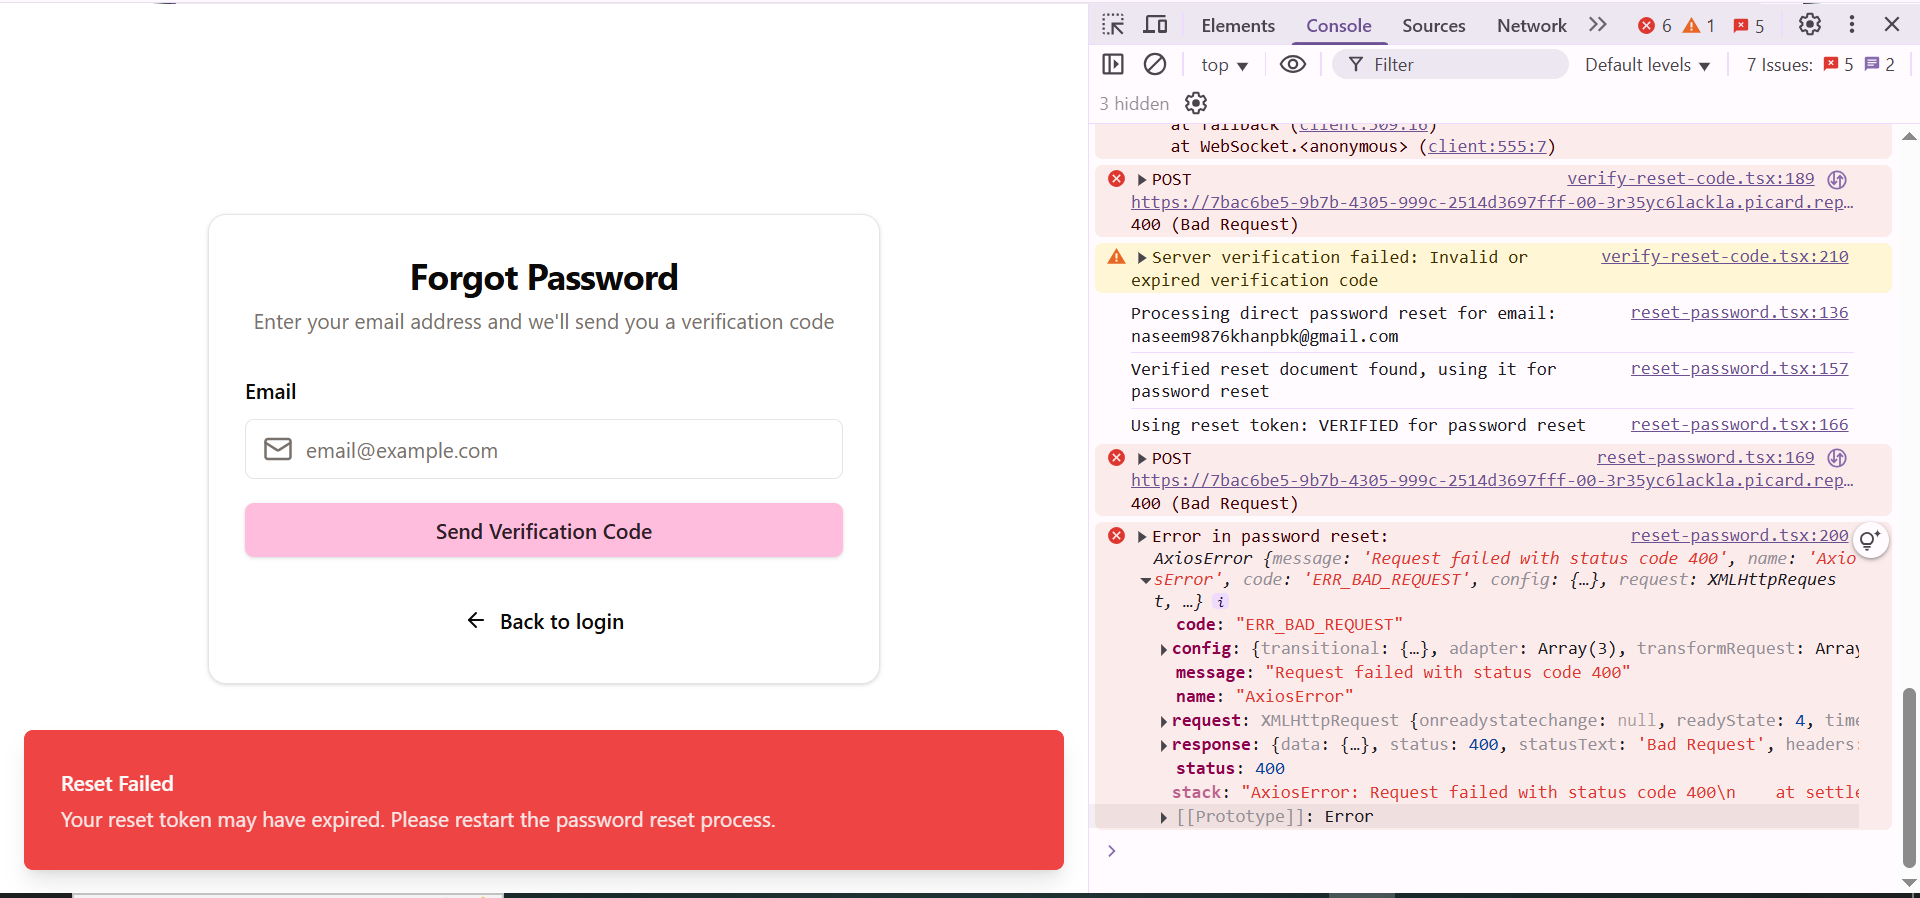 Forgot Password
Enter your email address and we'll send you a verification code
Email
email@example.com
Send Verification Code
← Back to login
Reset Failed
Your reset token may have expired. Please restart the password reset process.
Elements Console Sources Network 6 1 5
top Filter Default levels 7 Issues: 5 2
3 hidden
at fallback (client:509:16)
at WebSocket.<anonymous> (client:555:7)
POST verify-reset-code.tsx:189
https://7bac6be5-9b7b-4305-999c-2514d3697fff-00-3r35yc6lackla.picard.rep…
400 (Bad Request)
Server verification failed: Invalid or verify-reset-code.tsx:210
expired verification code
Processing direct password reset for email: reset-password.tsx:136
naseem9876khanpbk@gmail.com
Verified reset document found, using it for reset-password.tsx:157
password reset
Using reset token: VERIFIED for password reset reset-password.tsx:166
POST reset-password.tsx:169
https://7bac6be5-9b7b-4305-999c-2514d3697fff-00-3r35yc6lackla.picard.rep…
400 (Bad Request)
Error in password reset: reset-password.tsx:200
AxiosError {message: 'Request failed with status code 400', name: 'Axio
sError', code: 'ERR_BAD_REQUEST', config: {…}, request: XMLHttpReques
t, …} i
code: "ERR_BAD_REQUEST"
config: {transitional: {…}, adapter: Array(3), transformRequest: Array
message: "Request failed with status code 400"
name: "AxiosError"
request: XMLHttpRequest {onreadystatechange: null, readyState: 4, time
response: {data: {…}, status: 400, statusText: 'Bad Request', headers:
status: 400
stack: "AxiosError: Request failed with status code 400\n    at settle
[[Prototype]]: Error